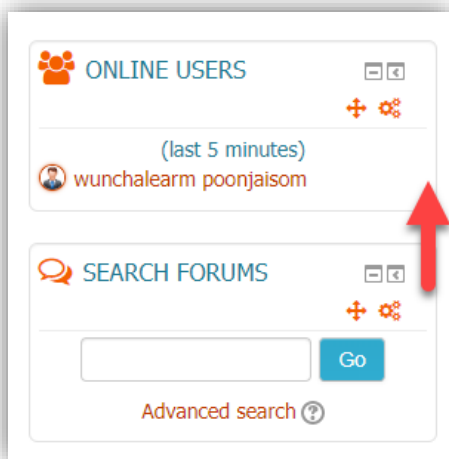 ONLINE USERS
(last 5 minutes)
wunchalearm poonjaisom
SEARCH FORUMS
Go
Advanced search ?